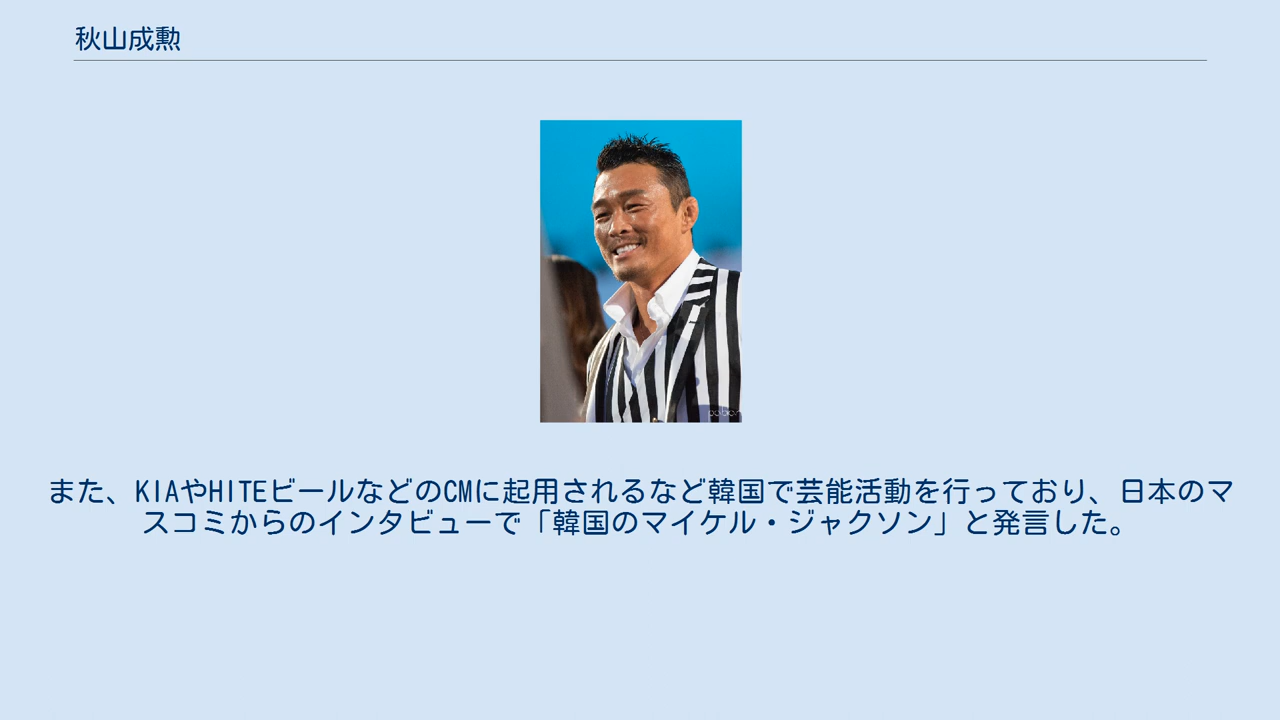 秋山成勲
また、KIAやHITEビールなどのCMに起用されるなど韓国で芸能活動を行っており、日本のマ
スコミからのインタビューで「韓国のマイケル・ジャクソン」と発言した。